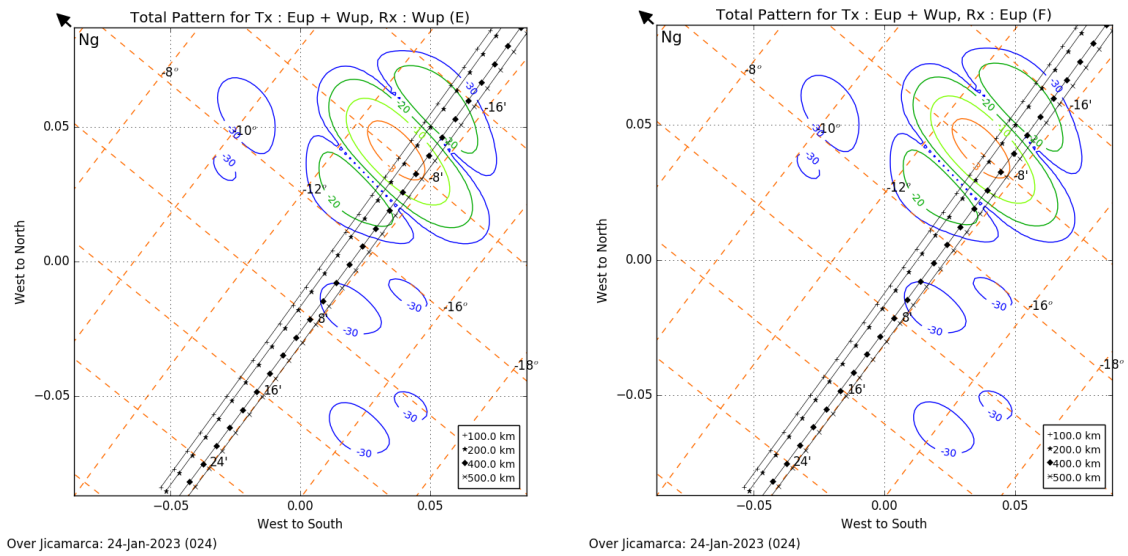 Total Pattern for Tx : Eup + Wup, Rx : Wup (E)
Ng
-8°
-30
-16'
-20
0.05
-30
-10°
-20
-30
-8'
-12°
-20
West to North
0.00
-30
-16°
8'
-30
-18°
-0.05
16'
-30
-30
100.0 km
200.0 km
400.0 km
500.0 km
24'
-0.05
0.00
0.05
West to South
Over Jicamarca: 24-Jan-2023 (024)
Total Pattern for Tx : Eup + Wup, Rx : Eup (F)
Ng
-8°
-30
-16'
-20
0.05
-30
-10°
-20
-30
-8'
-12°
-20
West to North
0.00
-30
-16°
8'
-30
-18°
-0.05
16'
-30
-30
100.0 km
200.0 km
400.0 km
500.0 km
24'
-0.05
0.00
0.05
West to South
Over Jicamarca: 24-Jan-2023 (024)